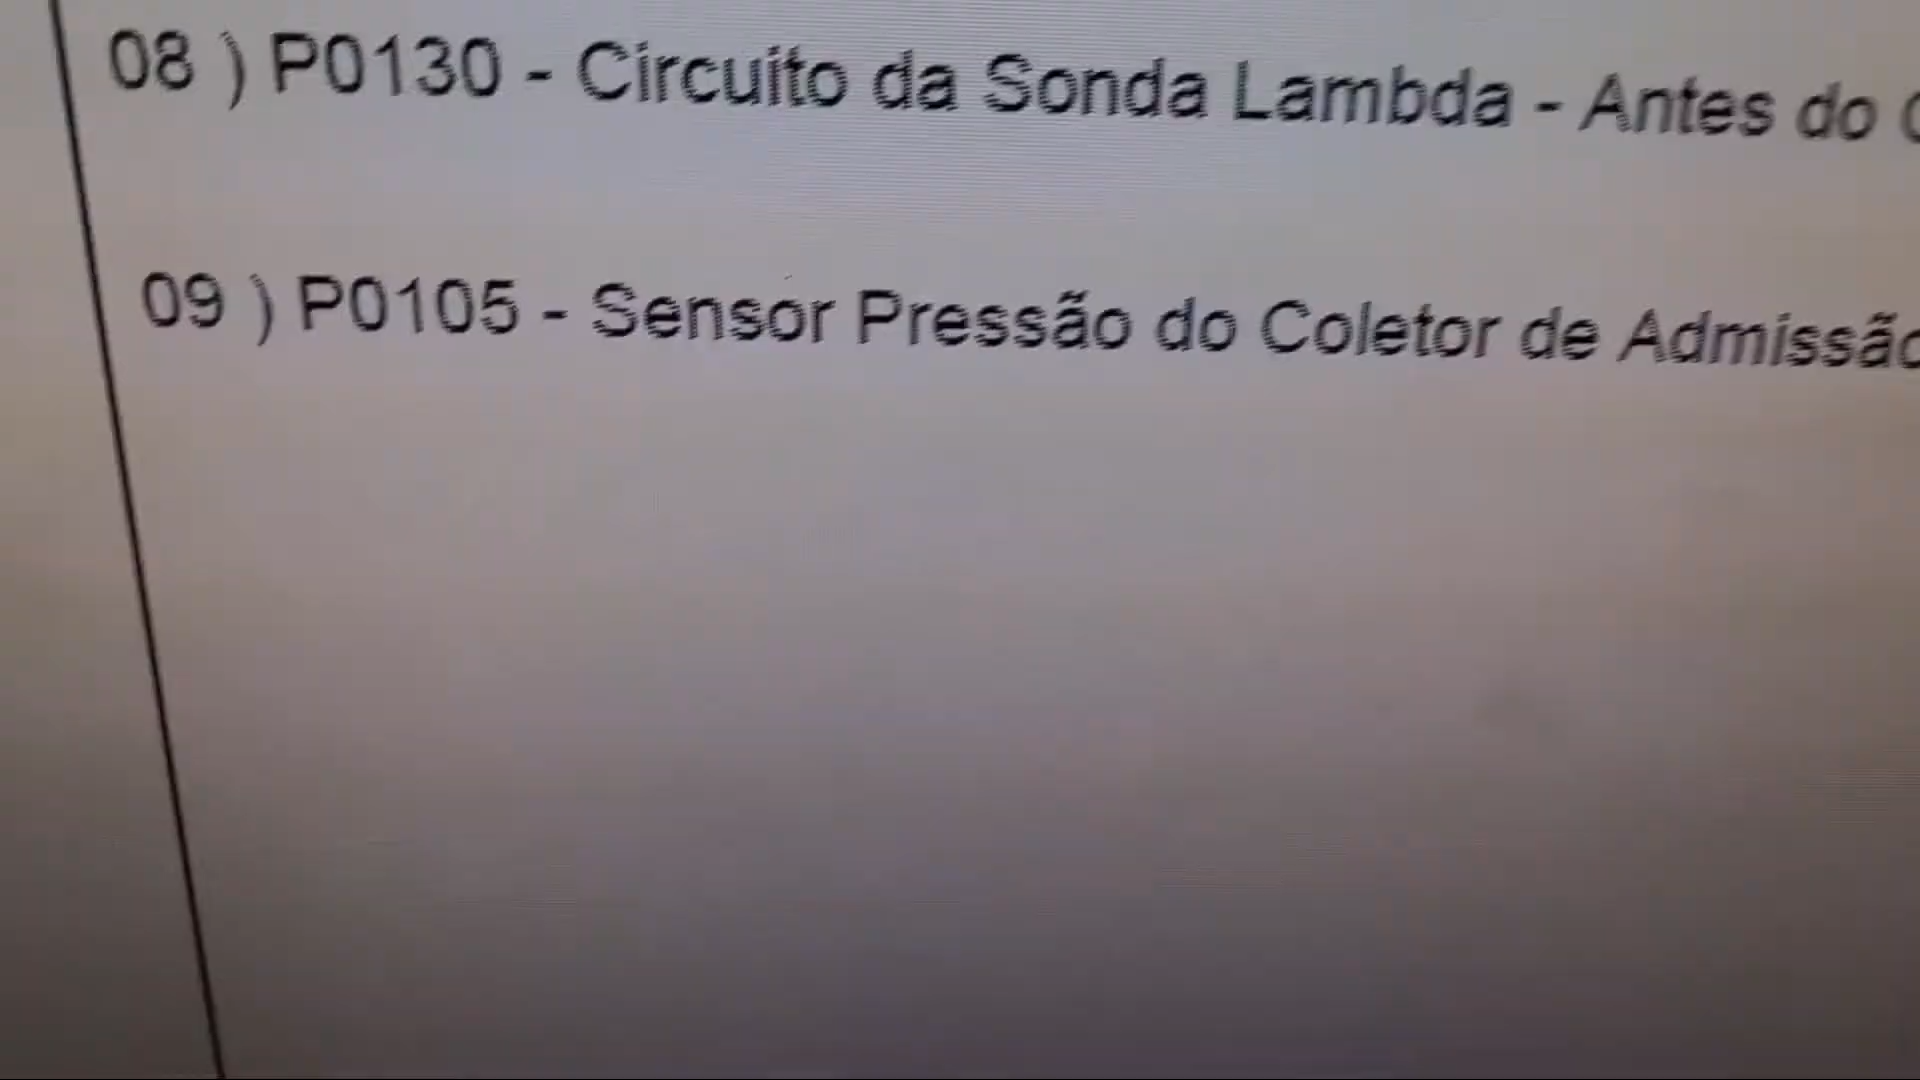 08 ) P0130 - Circuito da Sonda Lambda - Antes do
09 ) P0105 - Sensor Pressão do Coletor de Admissão